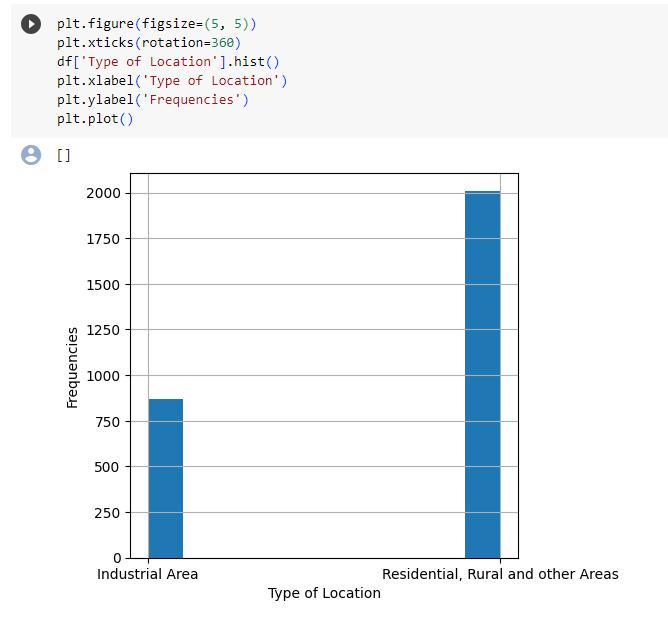 plt.figure(figsize=(5, 5))
plt.xticks(rotation=360)
df['Type of Location'].hist()
plt.xlabel('Type of Location')
plt.ylabel('Frequencies')
plt.plot()
[]
2000
1750
1500
1250
1000
750
500
250
0
Frequencies
Industrial Area
Residential, Rural and other Areas
Type of Location